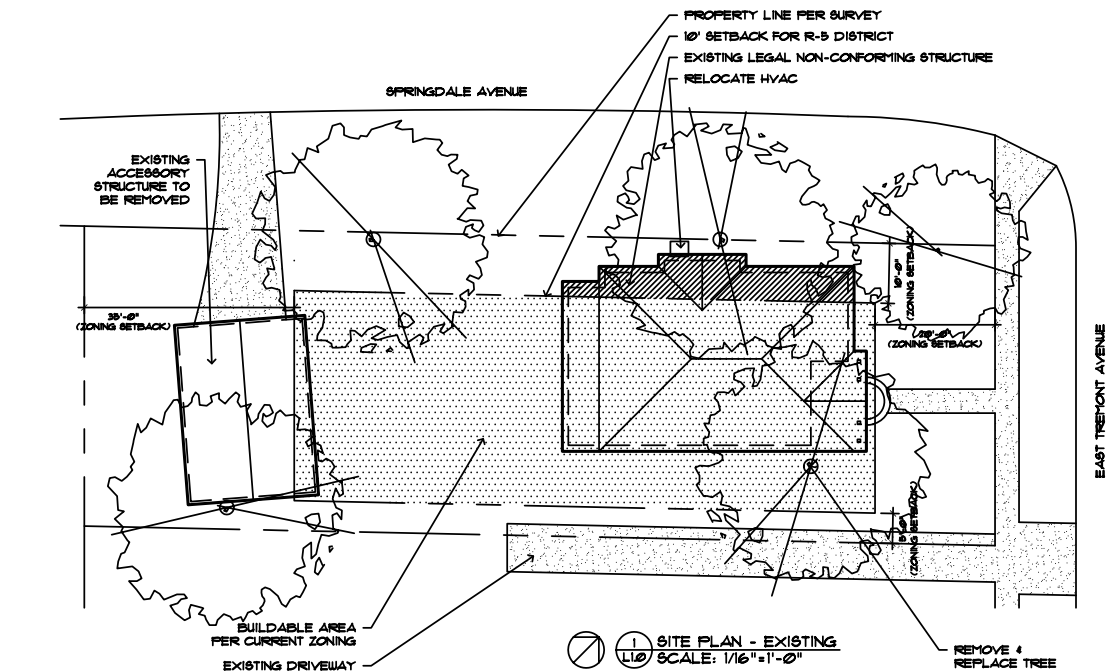 PROPERTY LINE PER SURVEY
10' SETBACK FOR R-5 DISTRICT
EXISTING LEGAL NON-CONFORMING STRUCTURE
RELOCATE HVAC
SPRINGDALE AVENUE
EXISTING
ACCESSORY
STRUCTURE TO
BE REMOVED
10'-0"
(ZONING SETBACK)
35'-0"
(ZONING SETBACK)
(ZONING SETBACK)
EAST TREMONT AVENUE
5'-0"
(ZONING SETBACK)
BUILDABLE AREA
PER CURRENT ZONING
EXISTING DRIVEWAY
1
L1.0
SITE PLAN - EXISTING
SCALE: 1/16"=1'-0"
REMOVE &
REPLACE TREE